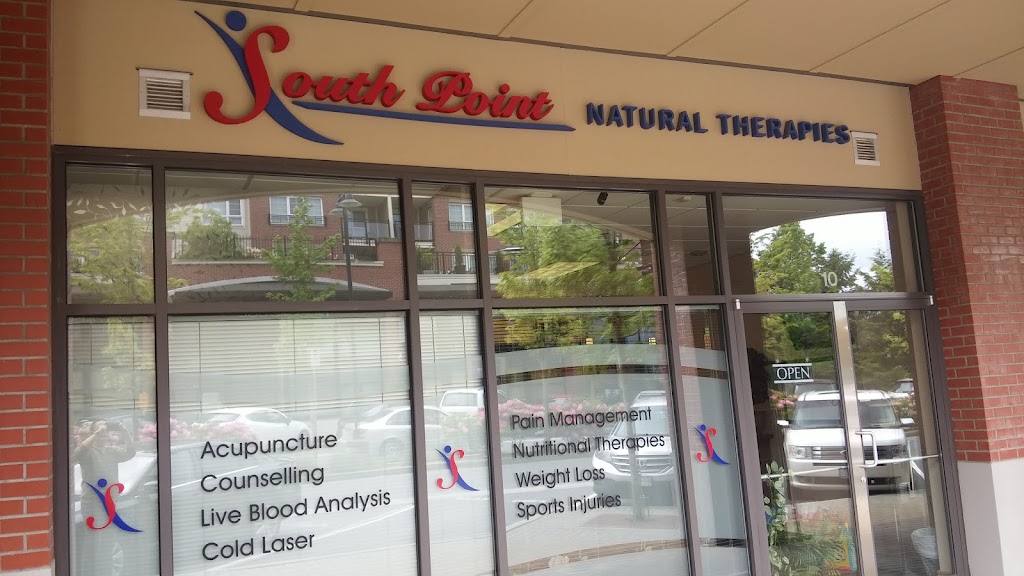 South Point NATURAL THERAPIES
10
OPEN
Acupuncture
Counselling
Live Blood Analysis
Cold Laser
Pain Management
Nutritional Therapies
Weight Loss
Sports Injuries